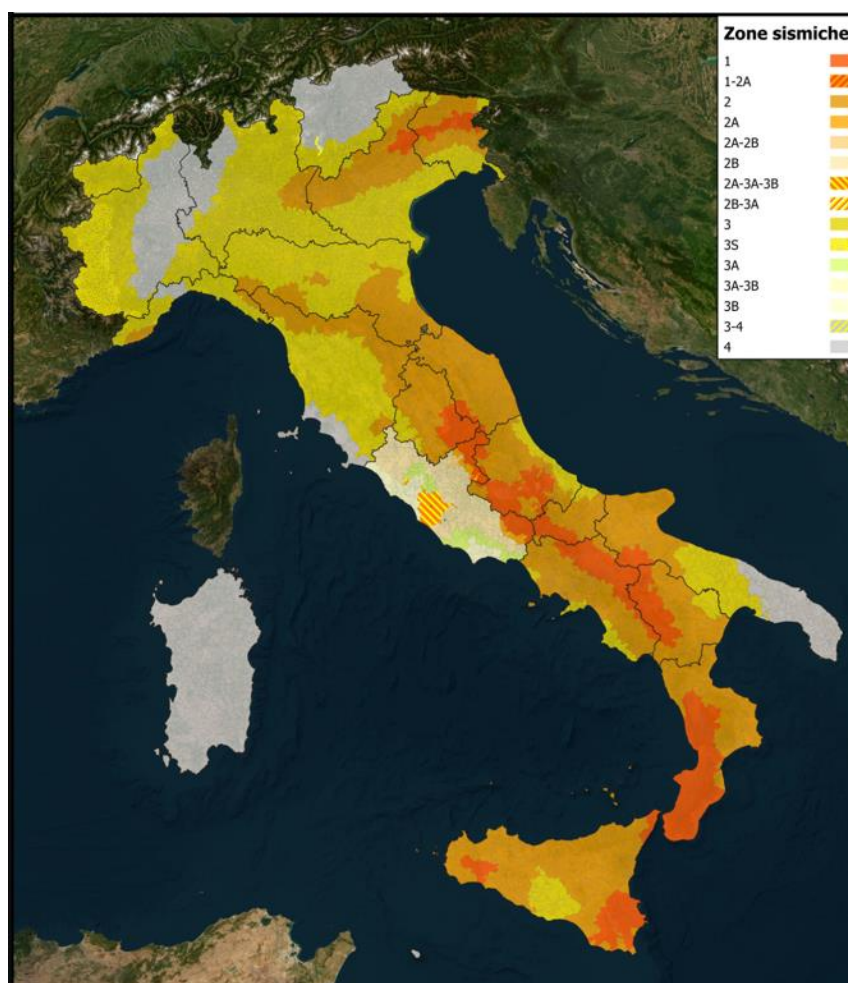 Zone sismiche
1
1-2A
2
2A
2A-2B
2B
2A-3A-3B
2B-3A
3
3S
3A
3A-3B
3B
3-4
4